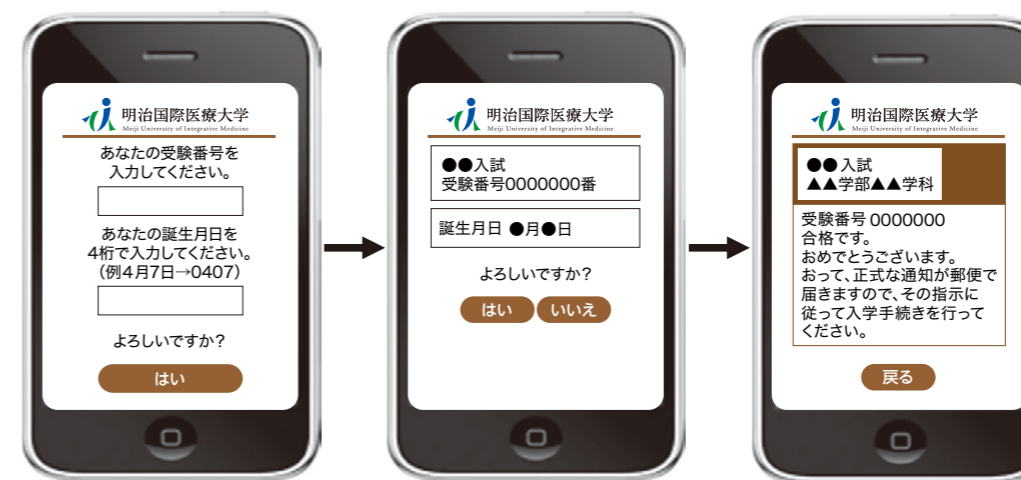 明治国際医療大学
Meiji University of Integrative Medicine
あなたの受験番号を
入力してください。
あなたの誕生月日を
4桁で入力してください。
(例4月7日→0407)
よろしいですか?
はい
明治国際医療大学
Meiji University of Integrative Medicine
●●入試
受験番号0000000番
誕生月日 ●月●日
よろしいですか?
はい
いいえ
明治国際医療大学
Meiji University of Integrative Medicine
●●入試
▲▲学部▲▲学科
受験番号 0000000
合格です。
おめでとうございます。
おって、正式な通知が郵便で
届きますので、その指示に
従って入学手続きを行って
ください。
戻る